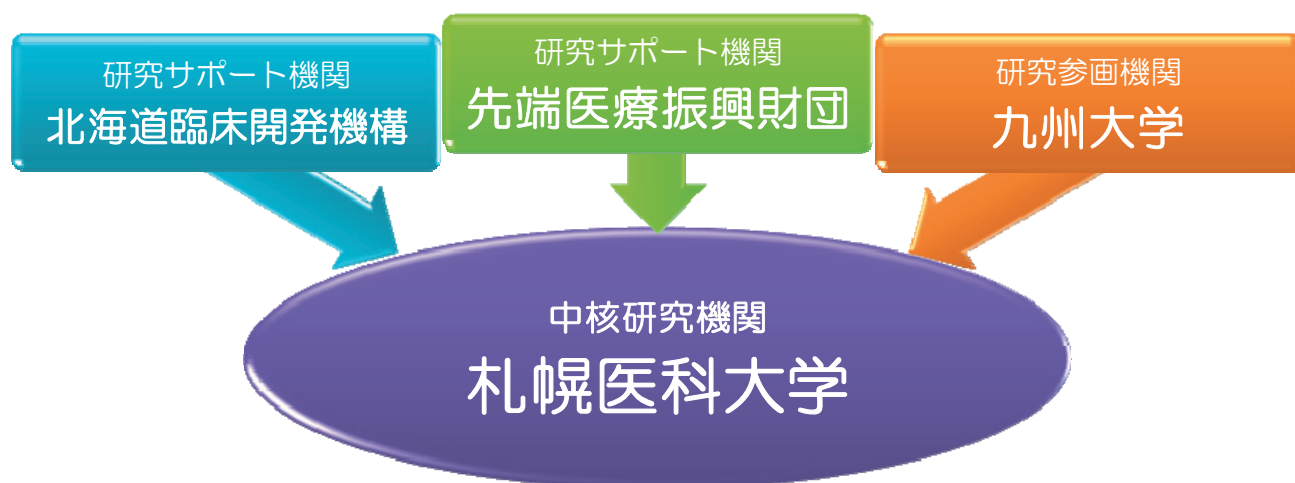 研究サポート機関
北海道臨床開発機構
研究サポート機関
先端医療振興財団
研究参画機関
九州大学
中核研究機関
札幌医科大学